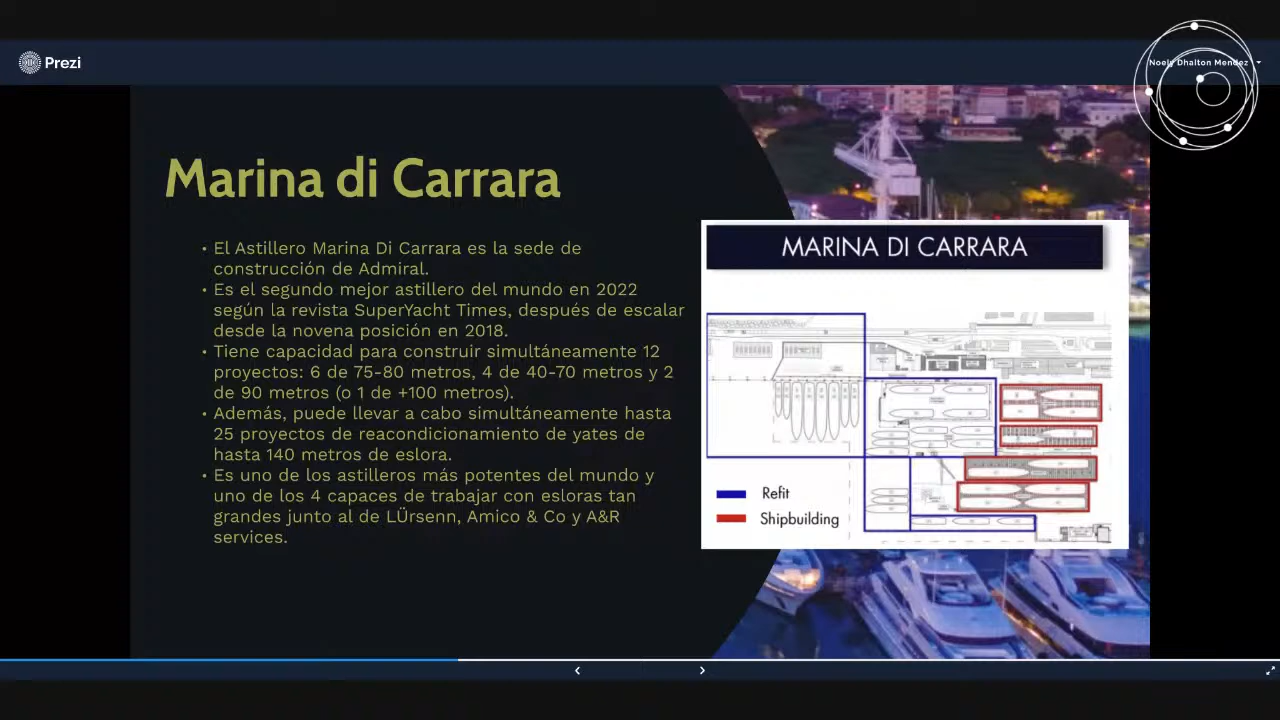 Prezi
Noely Dhalton Mendez
Marina di Carrara
• El Astillero Marina Di Carrara es la sede de
construcción de Admiral.
• Es el segundo mejor astillero del mundo en 2022
según la revista SuperYacht Times, después de escalar
desde la novena posición en 2018.
• Tiene capacidad para construir simultáneamente 12
proyectos: 6 de 75-80 metros, 4 de 40-70 metros y 2
de 90 metros (o 1 de +100 metros).
• Además, puede llevar a cabo simultáneamente hasta
25 proyectos de reacondicionamiento de yates de
hasta 140 metros de eslora.
• Es uno de los astilleros más potentes del mundo y
uno de los 4 capaces de trabajar con esloras tan
grandes junto al de LÜrsenn, Amico & Co y A&R
services.
MARINA DI CARRARA
Refit
Shipbuilding